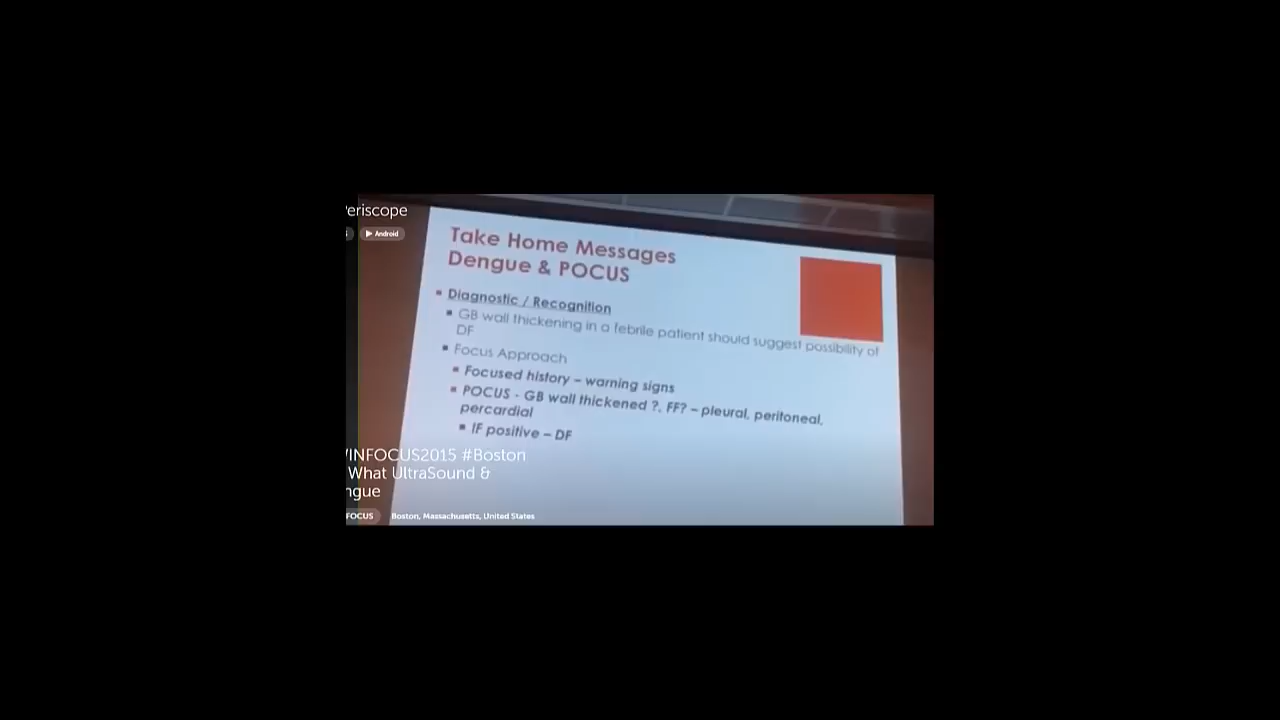 Take Home Messages
Dengue & POCUS
Diagnostic / Recognition
GB wall thickening in a febrile patient should suggest possibility of
DF
Focus Approach
Focused history – warning signs
POCUS - GB wall thickened ?, FF? – pleural, peritoneal,
percardial
IF positive – DF
eriscope
Android
INFOCUS2015 #Boston
What UltraSound &
ngue
FOCUS
Boston, Massachusetts, United States